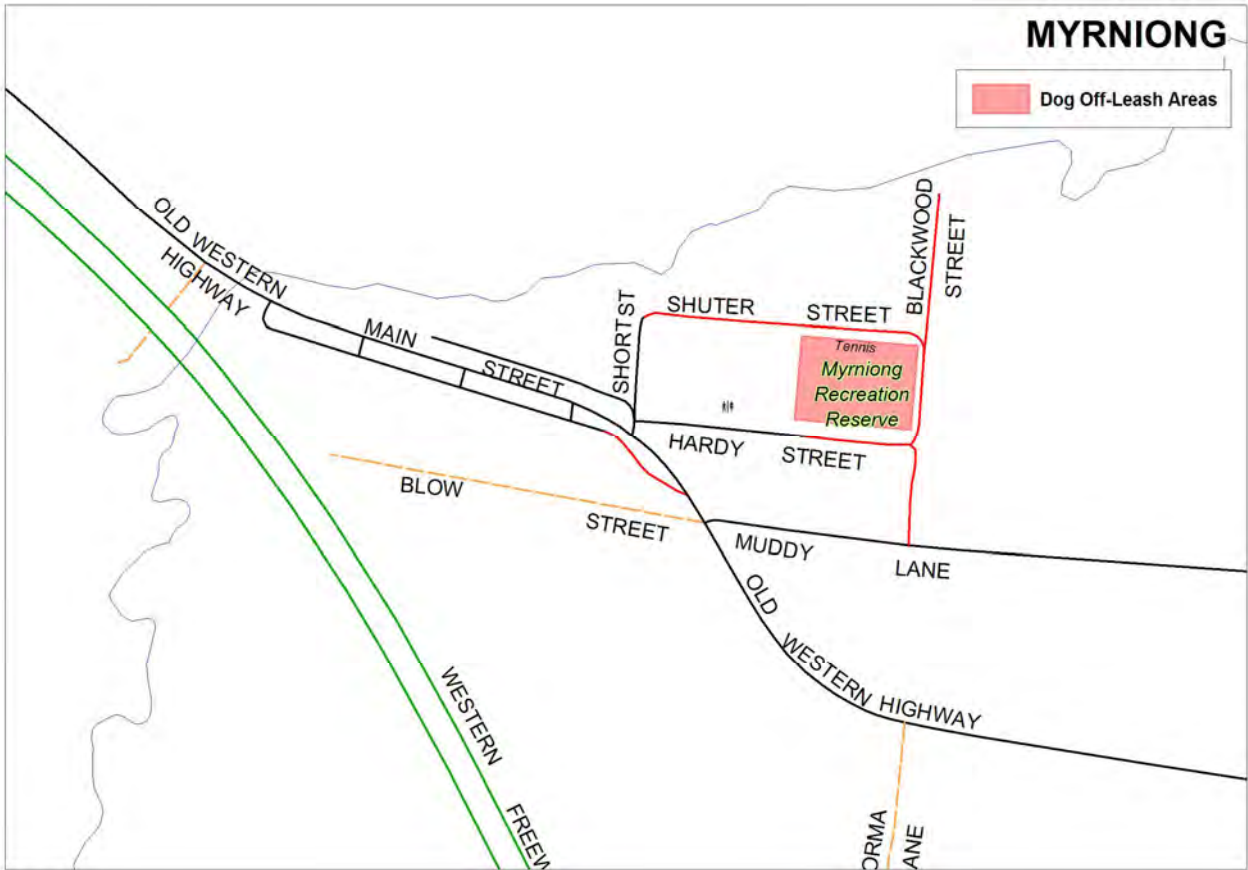 MYRNIONG
Dog Off-Leash Areas
BLACKWOOD
STREET
OLD WESTERN
HIGHWAY
SHORT ST
SHUTER STREET
MAIN
STREET
Tennis
Myrniong
Recreation
Reserve
HARDY STREET
BLOW
STREET
MUDDY
LANE
OLD
WESTERN HIGHWAY
WESTERN
FREEW
ORMA
ANE